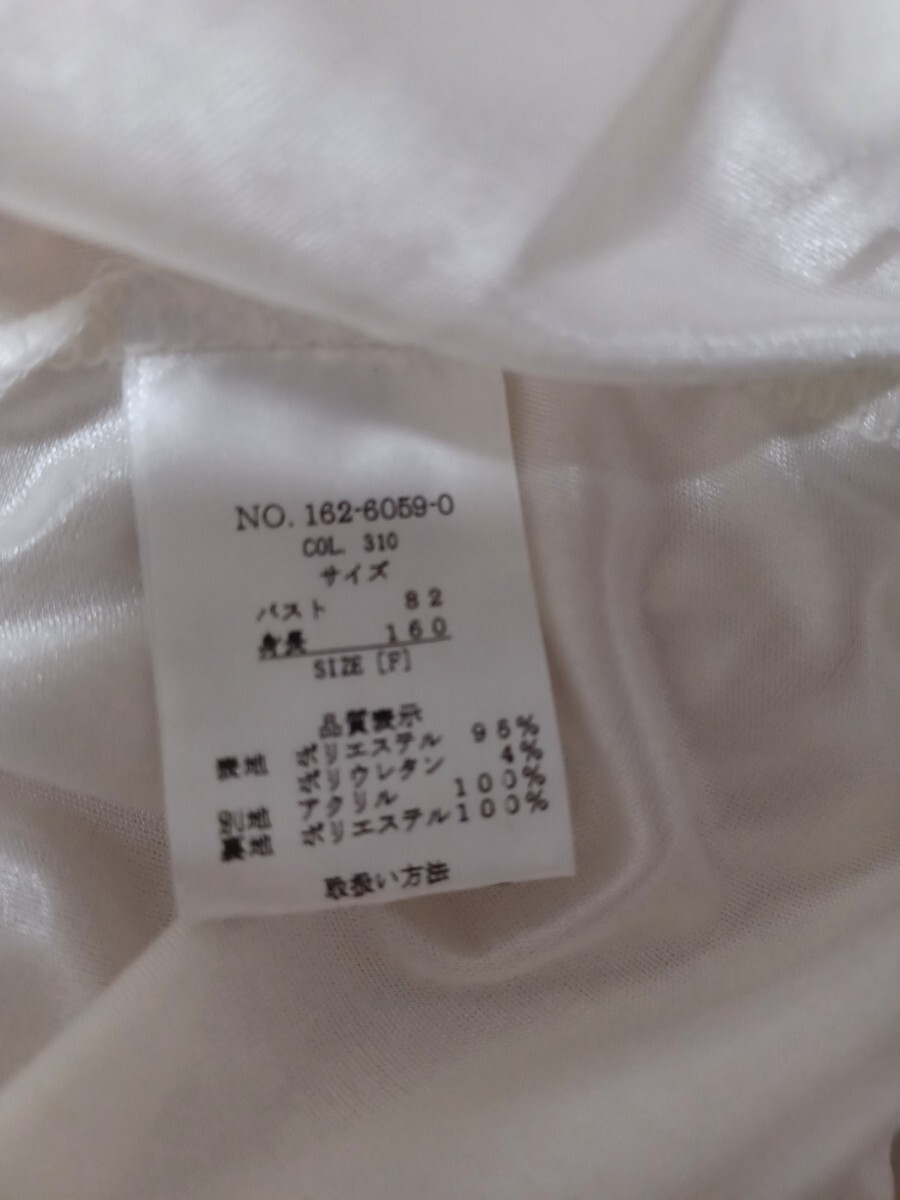 NO. 162-6059-0
COL. 310
サイズ
バスト 82
身長 160
SIZE [F]
品質表示
表地 ポリエステル 96%
ポリウレタン 4%
別地 アクリル 100%
裏地 ポリエステル 100%
取扱い方法